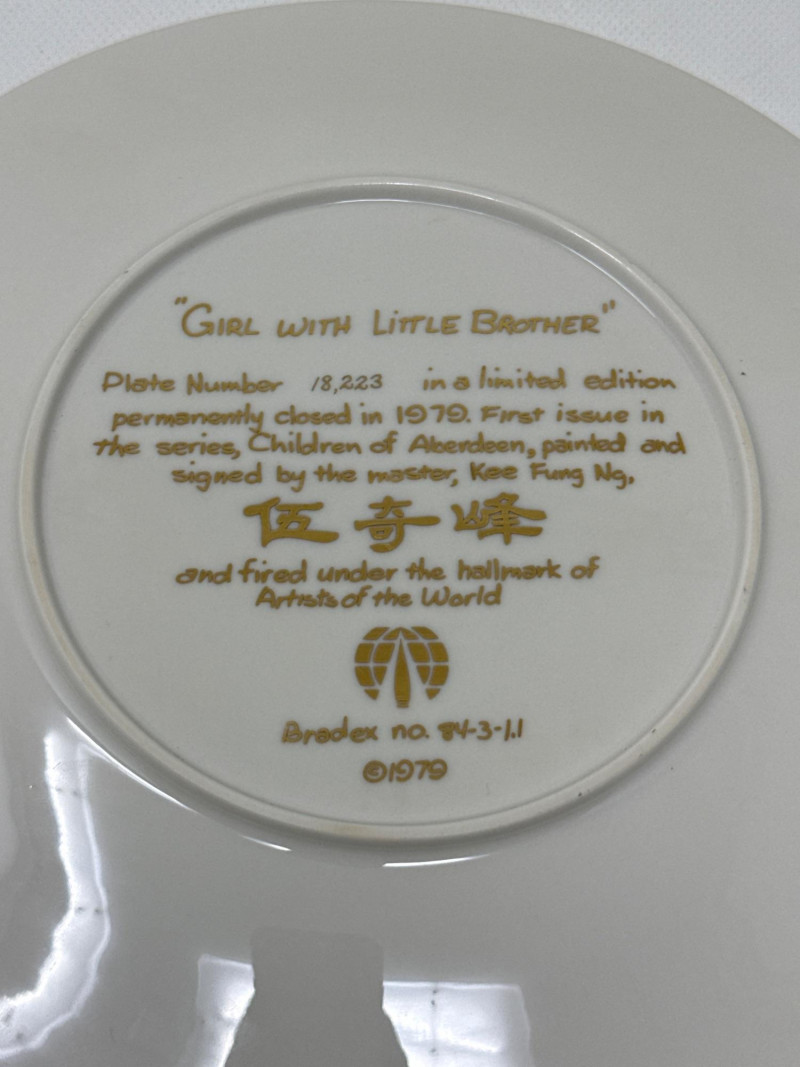 "GIRL WITH LITTLE BROTHER"
Plate Number 18,223 in a limited edition
permanently closed in 1979. First issue in
the series, Children of Aberdeen, painted and
signed by the master, Kee Fung Ng,
伍奇峰
and fired under the hallmark of
Artists of the World
Bradex no. 84-3-1.1
©1979